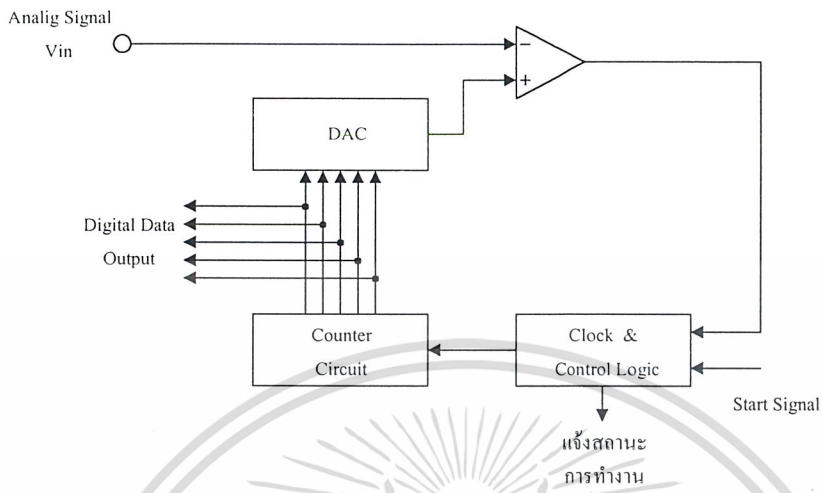 Analig Signal
Vin
−
+
DAC
Digital Data
Output
Counter
Circuit
Clock &
Control Logic
Start Signal
แจ้งสถานะ
การทำงาน